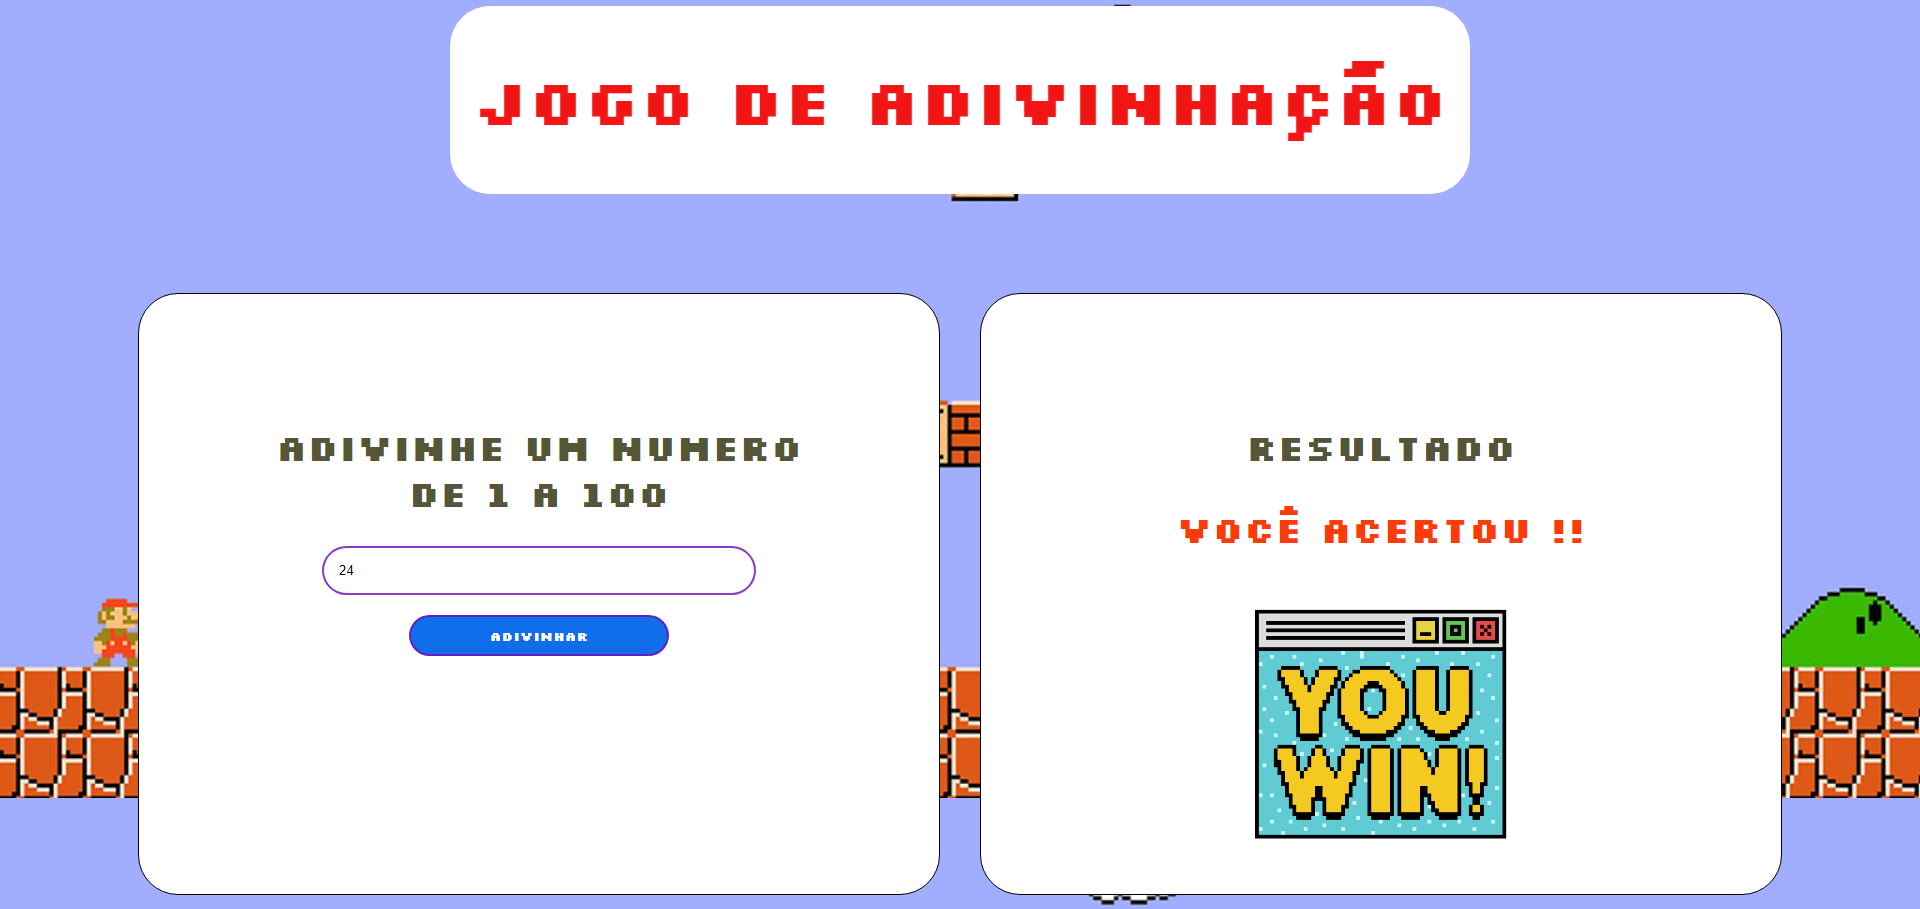 JOGO DE ADIVINHAÇÃO
ADIVINHE UM NUMERO
DE 1 A 100
24
ADIVINHAR
RESULTADO
VOCÊ ACERTOU !!
YOU
WIN!